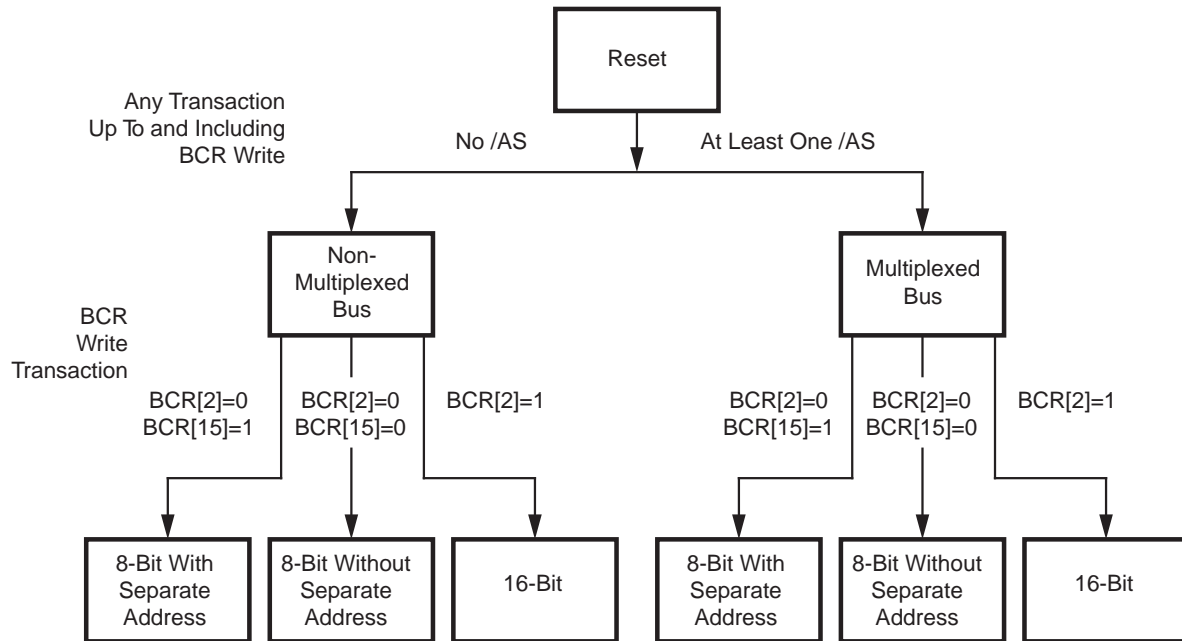 Reset
Any Transaction
Up To and Including
BCR Write
No /AS
At Least One /AS
Non-
Multiplexed
Bus
Multiplexed
Bus
BCR
Write
Transaction
BCR[2]=0
BCR[15]=1
BCR[2]=0
BCR[15]=0
BCR[2]=1
BCR[2]=0
BCR[15]=1
BCR[2]=0
BCR[15]=0
BCR[2]=1
8-Bit With
Separate
Address
8-Bit Without
Separate
Address
16-Bit
8-Bit With
Separate
Address
8-Bit Without
Separate
Address
16-Bit